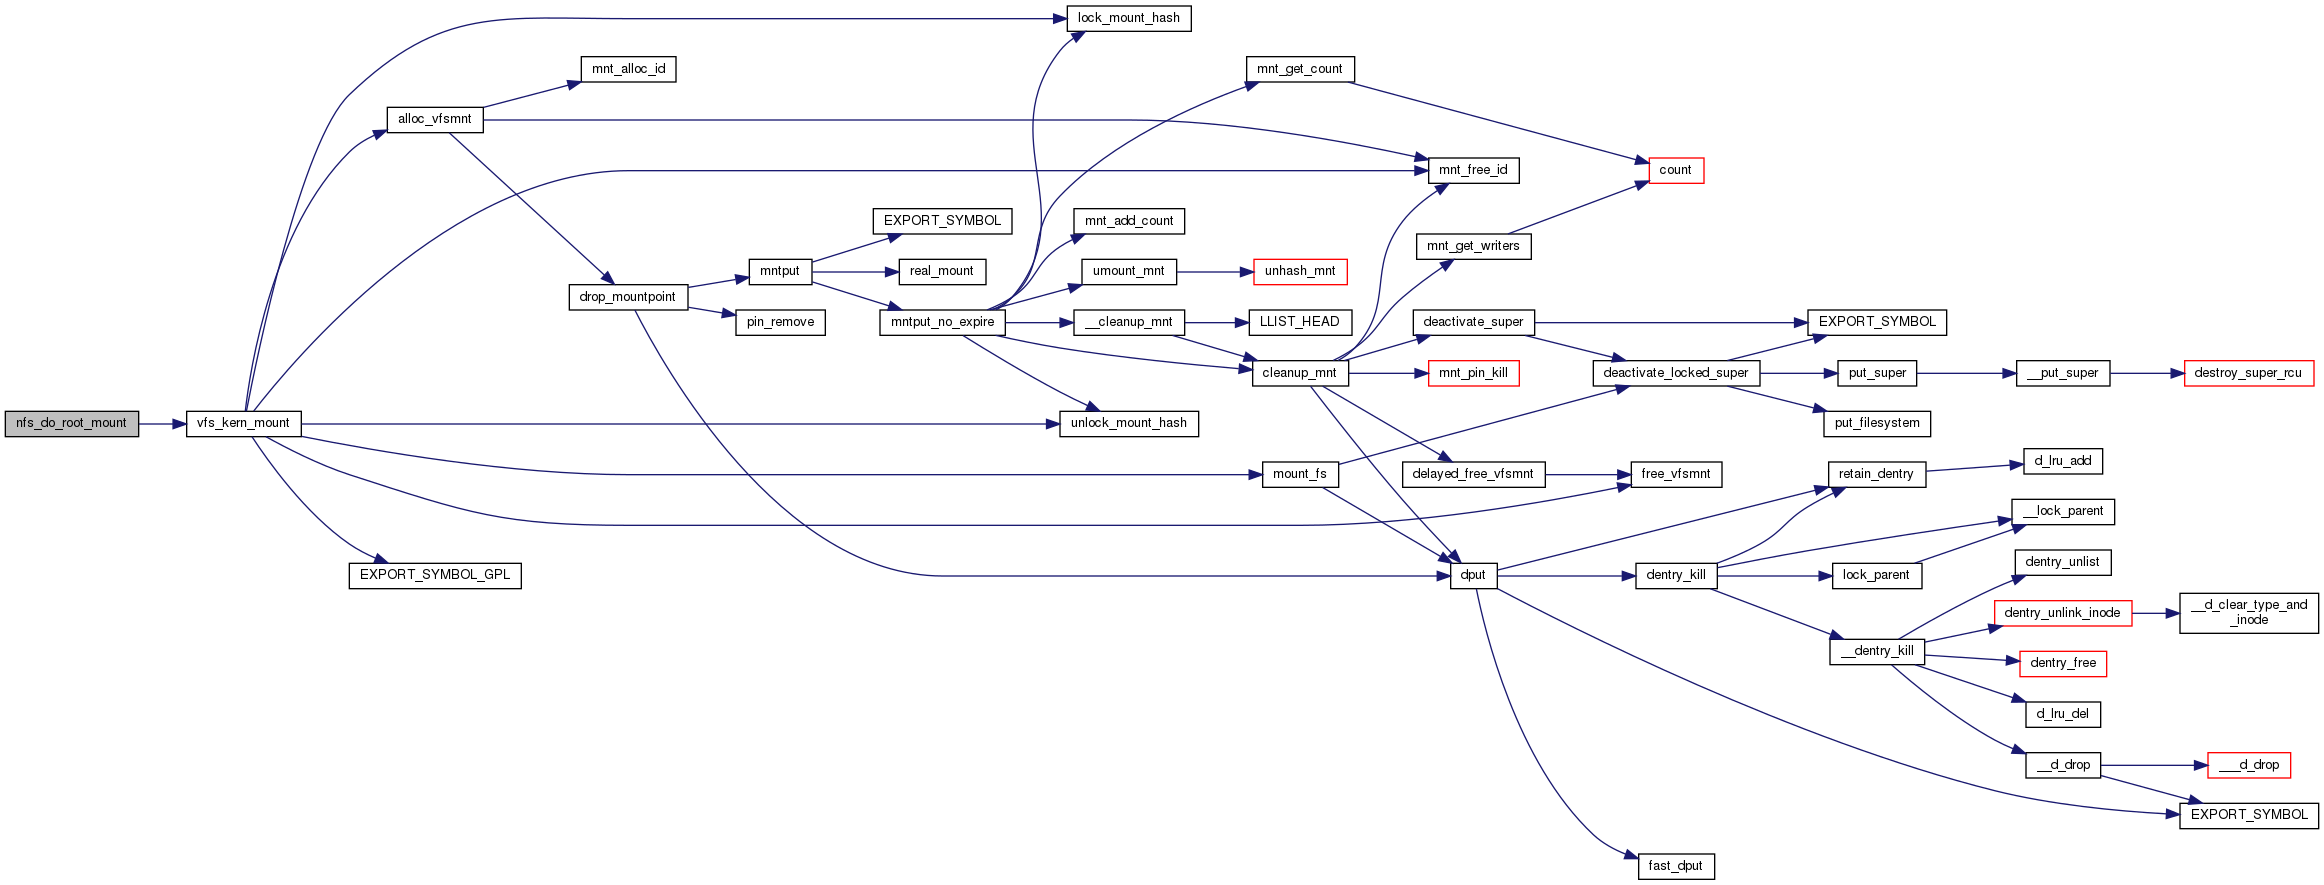 lock_mount_hash
mnt_alloc_id
mnt_get_count
alloc_vfsmnt
mnt_free_id
count
EXPORT_SYMBOL
mnt_add_count
mnt_get_writers
mntput
real_mount
umount_mnt
unhash_mnt
drop_mountpoint
pin_remove
mntput_no_expire
__cleanup_mnt
LLIST_HEAD
deactivate_super
EXPORT_SYMBOL
cleanup_mnt
mnt_pin_kill
deactivate_locked_super
put_super
__put_super
destroy_super_rcu
nfs_do_root_mount
vfs_kern_mount
unlock_mount_hash
put_filesystem
mount_fs
delayed_free_vfsmnt
free_vfsmnt
retain_dentry
d_lru_add
__lock_parent
EXPORT_SYMBOL_GPL
dput
dentry_kill
lock_parent
dentry_unlist
dentry_unlink_inode
__d_clear_type_and
_inode
__dentry_kill
dentry_free
d_lru_del
__d_drop
___d_drop
EXPORT_SYMBOL
fast_dput